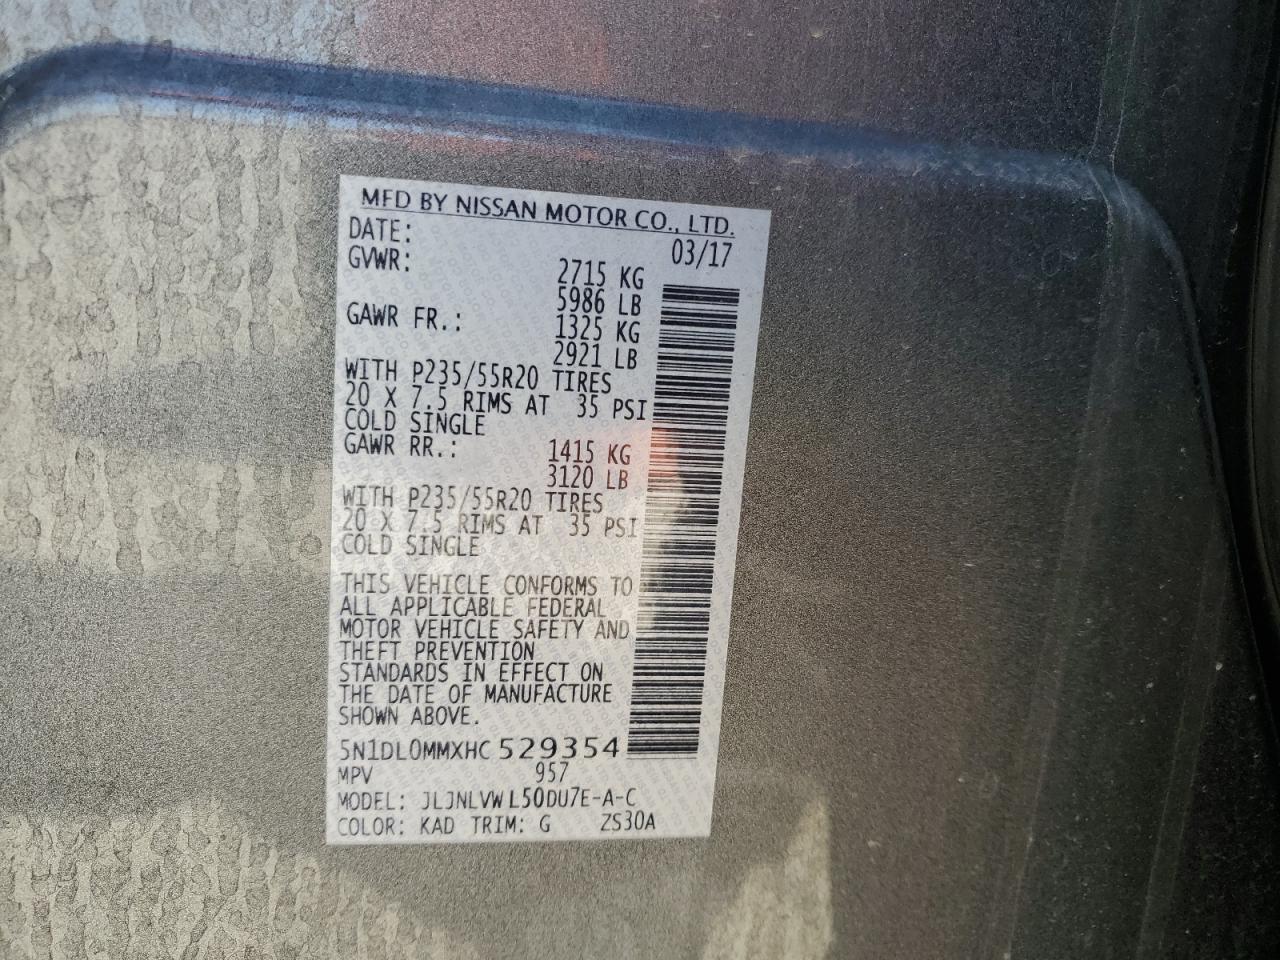 MFD BY NISSAN MOTOR CO., LTD.
DATE: 03/17
GVWR: 2715 KG
5986 LB
GAWR FR.: 1325 KG
2921 LB
WITH P235/55R20 TIRES
20 X 7.5 RIMS AT 35 PSI
COLD SINGLE
GAWR RR.: 1415 KG
3120 LB
WITH P235/55R20 TIRES
20 X 7.5 RIMS AT 35 PSI
COLD SINGLE
THIS VEHICLE CONFORMS TO
ALL APPLICABLE FEDERAL
MOTOR VEHICLE SAFETY AND
THEFT PREVENTION
STANDARDS IN EFFECT ON
THE DATE OF MANUFACTURE
SHOWN ABOVE.
5N1DL0MMXHC 529354
MPV 957
MODEL: JLJNLVWL50DU7E-A-C
COLOR: KAD TRIM: G ZS30A